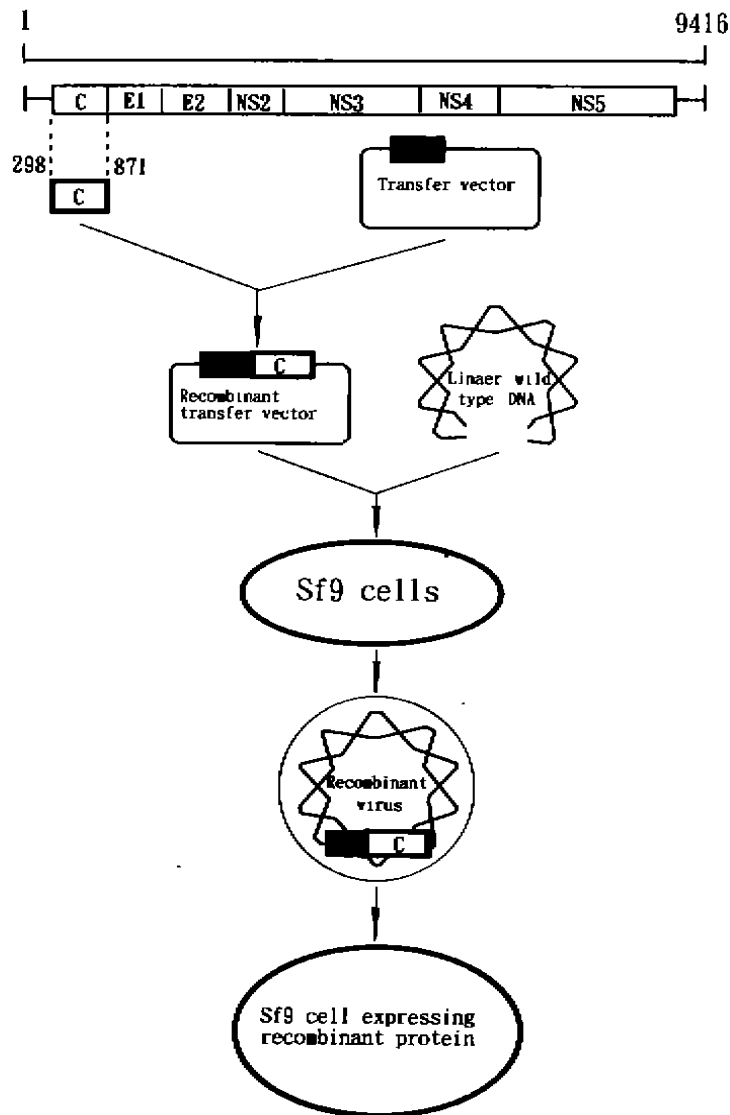 1 9416
C E1 E2 NS2 NS3 NS4 NS5
298 871
C
Transfer vector
C
Recombinant
transfer vector
Linaer wild
type DNA
Sf9 cells
Recombinant
virus
C
Sf9 cell expressing
recombinant protein